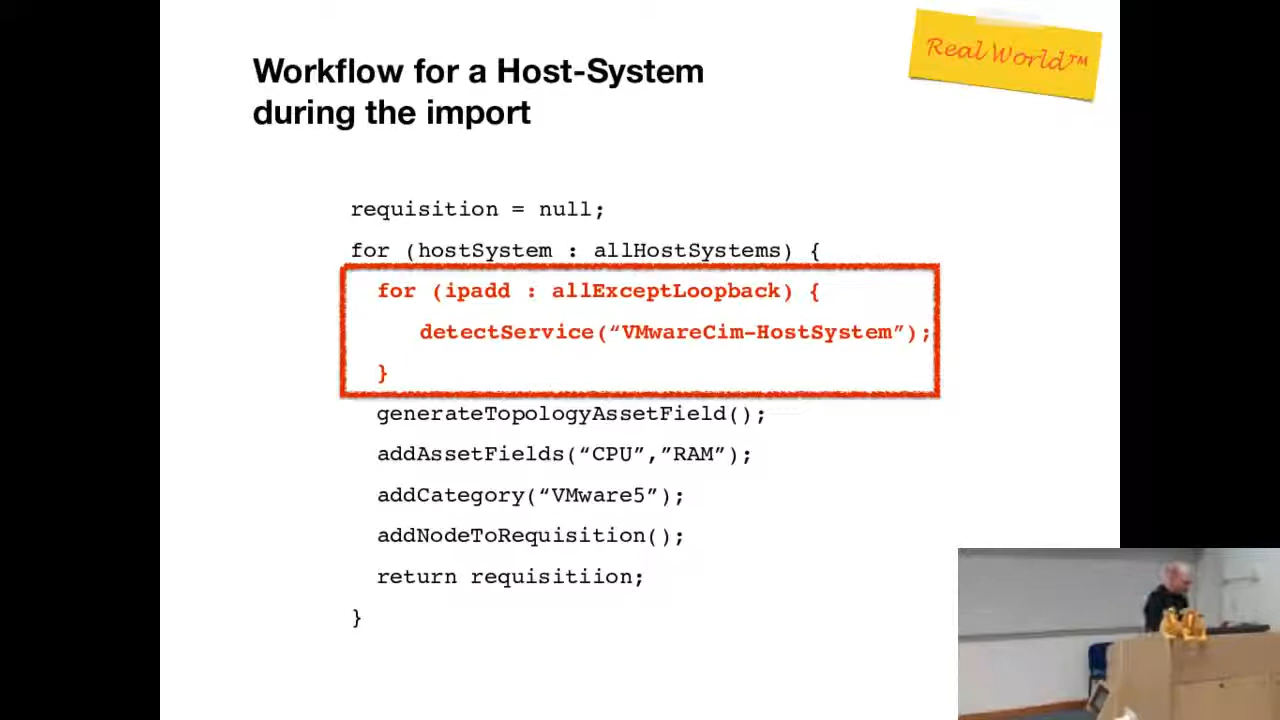 Workflow for a Host-System
during the import
Real World™
requisition = null;
for (hostSystem : allHostSystems) {
for (ipadd : allExceptLoopback) {
detectService(“VMwareCim-HostSystem”);
}
generateTopologyAssetField();
addAssetFields(“CPU”,”RAM”);
addCategory(“VMware5”);
addNodeToRequisition();
return requisitiion;
}